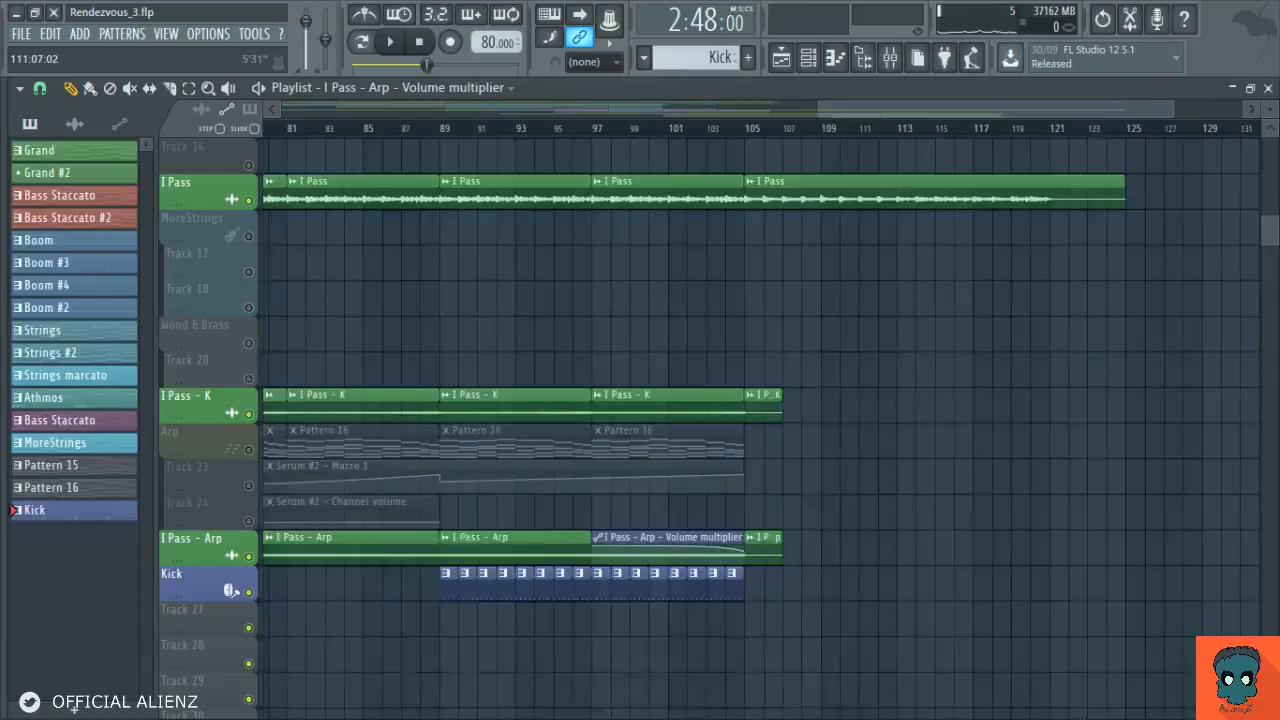 Rendezvous_3.flp
FILE EDIT ADD PATTERNS VIEW OPTIONS TOOLS ?
111:07:02
5'31"
3.2.
80.000
(none)
2:48:00
M:S:CS
Kick
5
37162 MB
0
30/09 FL Studio 12.5.1
Released
Playlist - I Pass - Arp - Volume multiplier
STEP SLIDE
81 83 85 87 89 91 93 95 97 99 101 103 105 107 109 111 113 115 117 119 121 123 125 127 129 131
Grand
Grand #2
Bass Staccato
Bass Staccato #2
Boom
Boom #3
Boom #4
Boom #2
Strings
Strings #2
Strings marcato
Athmos
Bass Staccato
MoreStrings
Pattern 15
Pattern 16
Kick
Track 14
I Pass
I Pass I Pass I Pass I Pass
MoreStrings
Track 17
Track 18
Wood & Brass
Track 20
I Pass - K
I Pass - K I Pass - K I Pass - K I P..K
Arp
Pattern 16 Pattern 16 Pattern 16
Track 23
Serum #2 - Macro 1
Track 24
Serum #2 - Channel volume
I Pass - Arp
I Pass - Arp I Pass - Arp I Pass - Arp - Volume multiplier I P p
Kick
Track 27
Track 28
Track 29
Track 30
OFFICIAL ALIENZ
AlienZ